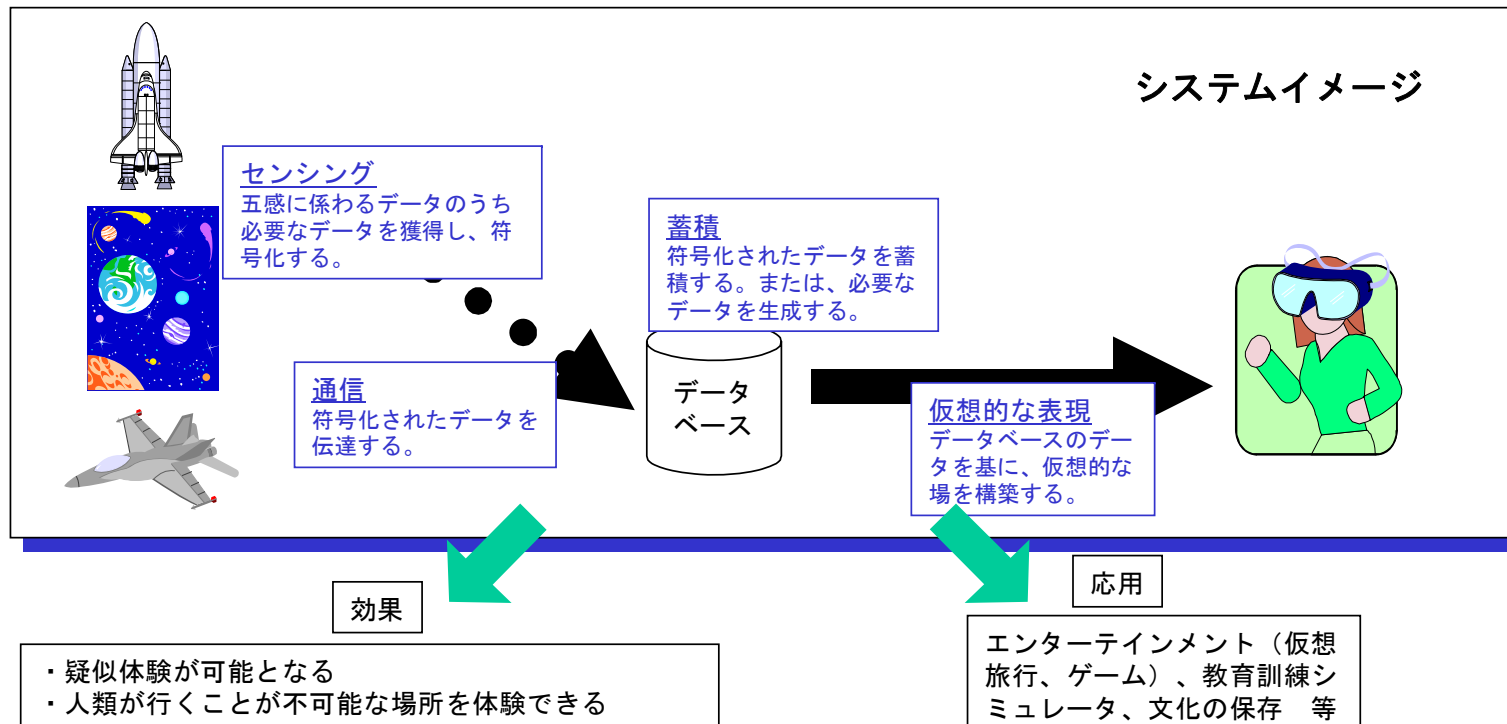 システムイメージ
センシング
五感に係わるデータのうち
必要なデータを獲得し、符
号化する。
蓄積
符号化されたデータを蓄
積する。または、必要な
データを生成する。
通信
符号化されたデータを
伝達する。
データ
ベース
仮想的な表現
データベースのデー
タを基に、仮想的な
場を構築する。
効果
・疑似体験が可能となる
・人類が行くことが不可能な場所を体験できる
応用
エンターテインメント（仮想
旅行、ゲーム）、教育訓練シ
ミュレータ、文化の保存　等